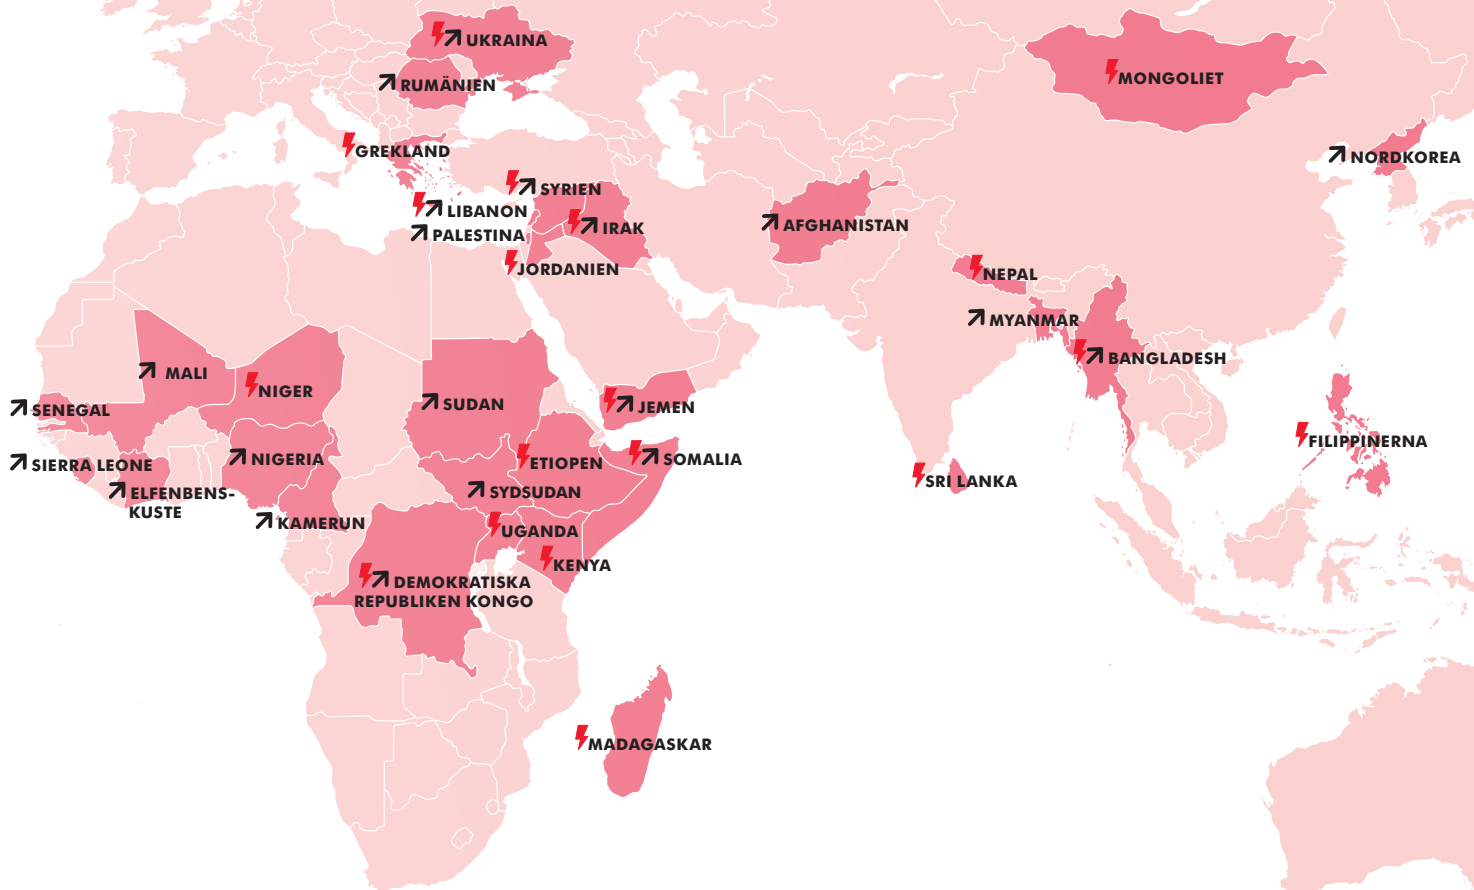 UKRAINA
RUMÄNIEN
MONGOLIET
GREKLAND
NORDKOREA
SYRIEN
LIBANON
IRAK
AFGHANISTAN
PALESTINA
JORDANIEN
NEPAL
MYANMAR
BANGLADESH
MALI
NIGER
SUDAN
JEMEN
SENEGAL
FILIPPINERNA
SIERRA LEONE
NIGERIA
ETIOPEN
SOMALIA
SRI LANKA
ELFENBENS-
KUSTE
SYDSUDAN
KAMERUN
UGANDA
KENYA
DEMOKRATISKA
REPUBLIKEN KONGO
MADAGASKAR